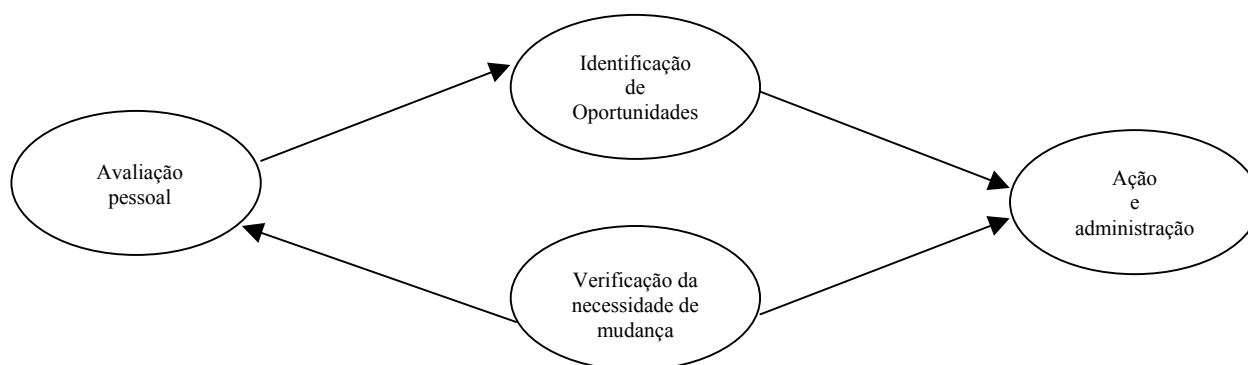 Identificação
de
Oportunidades
Avaliação
pessoal
Ação
e
administração
Verificação da
necessidade de
mudança